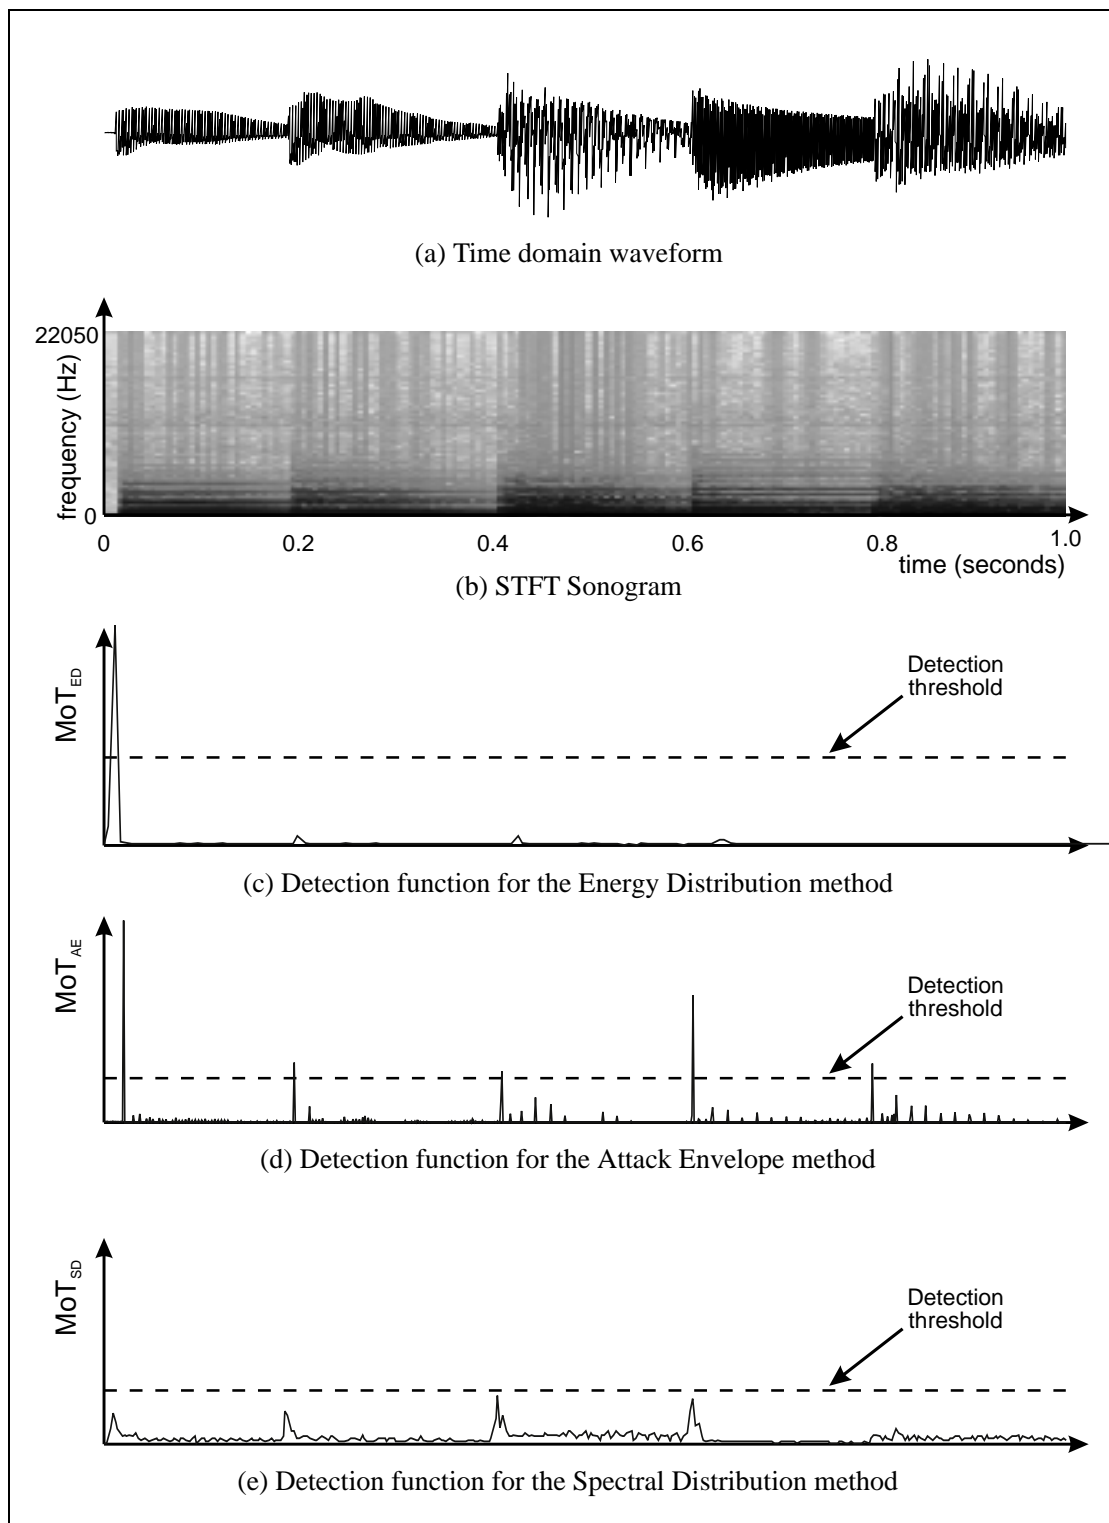 (a) Time domain waveform
22050
frequency (Hz)
0
0 0.2 0.4 0.6 0.8 1.0
time (seconds)
(b) STFT Sonogram
MoT_ED
Detection
threshold
(c) Detection function for the Energy Distribution method
MoT_AE
Detection
threshold
(d) Detection function for the Attack Envelope method
MoT_SD
Detection
threshold
(e) Detection function for the Spectral Distribution method